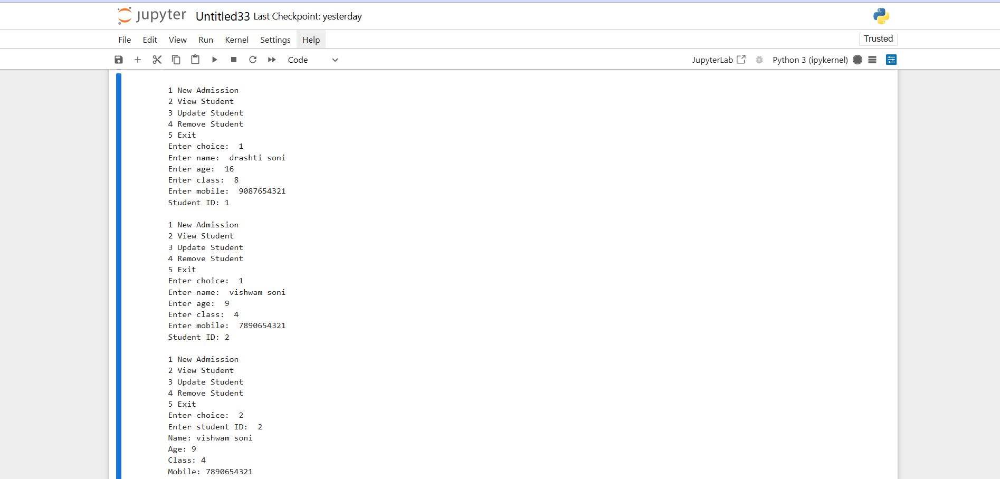 jupyter Untitled33 Last Checkpoint: yesterday
File Edit View Run Kernel Settings Help
Trusted
Code
JupyterLab Python 3 (ipykernel)
1 New Admission
2 View Student
3 Update Student
4 Remove Student
5 Exit
Enter choice:  1
Enter name:  drashti soni
Enter age:  16
Enter class:  8
Enter mobile:  9087654321
Student ID: 1
1 New Admission
2 View Student
3 Update Student
4 Remove Student
5 Exit
Enter choice:  1
Enter name:  vishwam soni
Enter age:  9
Enter class:  4
Enter mobile:  7890654321
Student ID: 2
1 New Admission
2 View Student
3 Update Student
4 Remove Student
5 Exit
Enter choice:  2
Enter student ID:  2
Name: vishwam soni
Age: 9
Class: 4
Mobile: 7890654321